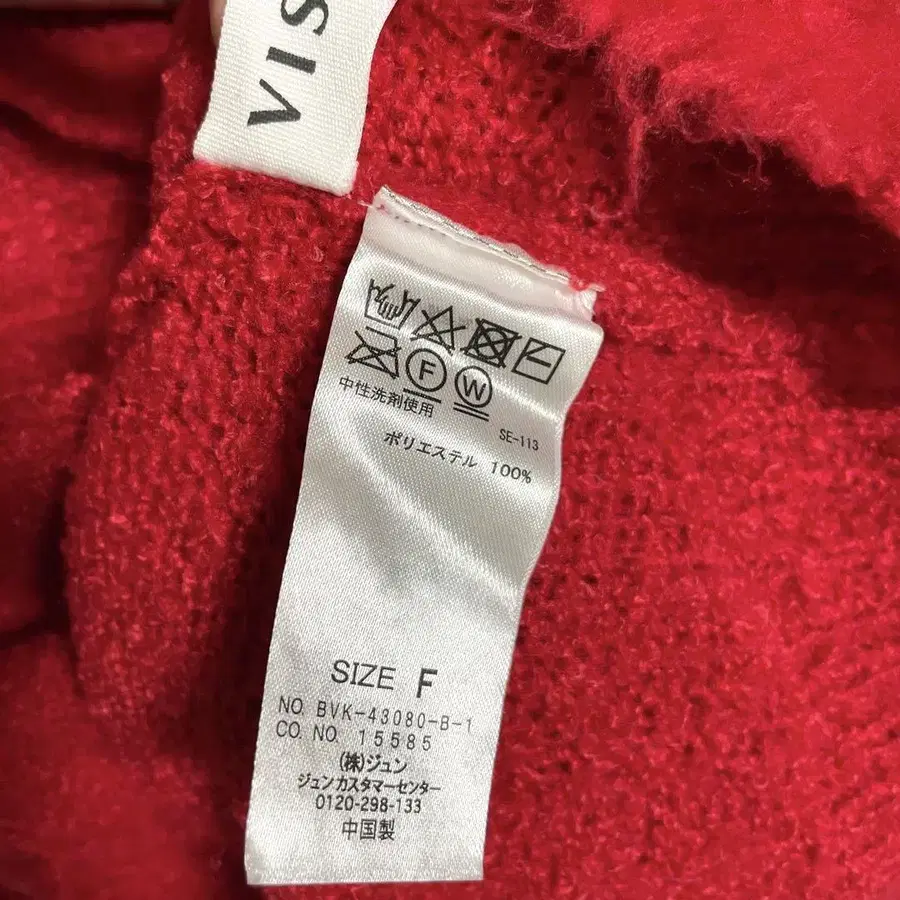 VIS
F
W
中性洗剤使用
SE-113
ポリエステル 100%
SIZE F
NO BVK-43080-B-1
CO. NO. 15585
(株)ジュン
ジュンカスタマーセンター
0120-298-133
中国製